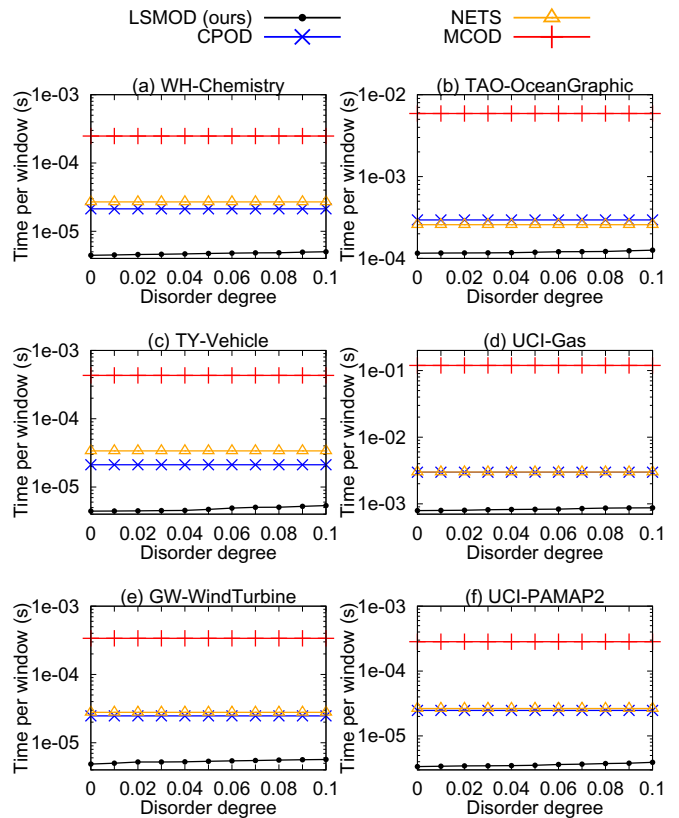 LSMOD (ours)
CPOD
NETS
MCOD
(a) WH-Chemistry
Time per window (s)
1e-03
1e-04
1e-05
0 0.02 0.04 0.06 0.08 0.1
Disorder degree
(b) TAO-OceanGraphic
Time per window (s)
1e-02
1e-03
1e-04
0 0.02 0.04 0.06 0.08 0.1
Disorder degree
(c) TY-Vehicle
Time per window (s)
1e-03
1e-04
1e-05
0 0.02 0.04 0.06 0.08 0.1
Disorder degree
(d) UCI-Gas
Time per window (s)
1e-01
1e-02
1e-03
0 0.02 0.04 0.06 0.08 0.1
Disorder degree
(e) GW-WindTurbine
Time per window (s)
1e-03
1e-04
1e-05
0 0.02 0.04 0.06 0.08 0.1
Disorder degree
(f) UCI-PAMAP2
Time per window (s)
1e-03
1e-04
1e-05
0 0.02 0.04 0.06 0.08 0.1
Disorder degree